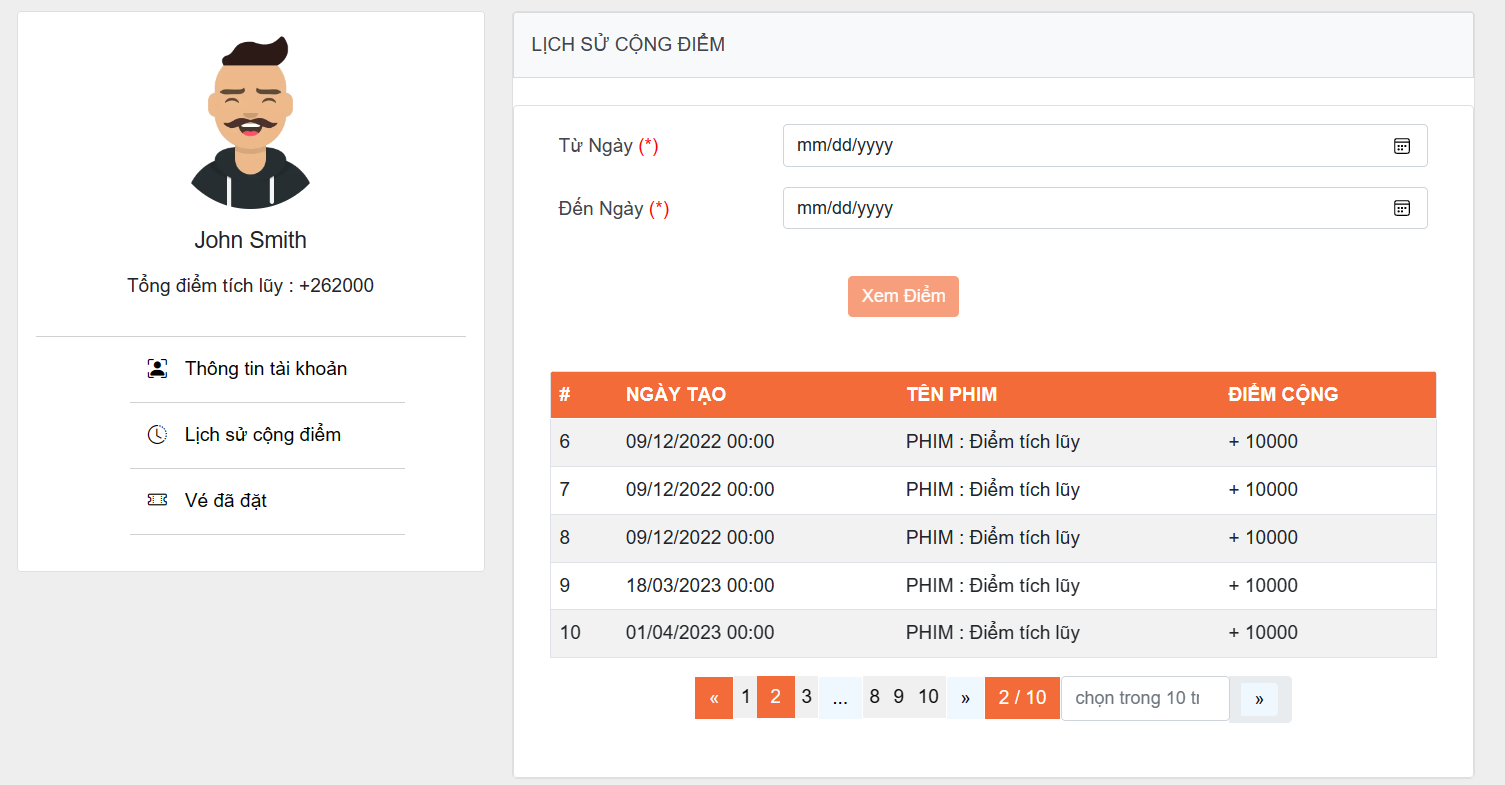 John Smith
Tổng điểm tích lũy : +262000
Thông tin tài khoản
Lịch sử cộng điểm
Vé đã đặt
LỊCH SỬ CỘNG ĐIỂM
Từ Ngày (*) mm/dd/yyyy
Đến Ngày (*) mm/dd/yyyy
Xem Điểm
# NGÀY TẠO TÊN PHIM ĐIỂM CỘNG
6 09/12/2022 00:00 PHIM : Điểm tích lũy + 10000
7 09/12/2022 00:00 PHIM : Điểm tích lũy + 10000
8 09/12/2022 00:00 PHIM : Điểm tích lũy + 10000
9 18/03/2023 00:00 PHIM : Điểm tích lũy + 10000
10 01/04/2023 00:00 PHIM : Điểm tích lũy + 10000
« 1 2 3 ... 8 9 10 » 2 / 10 chọn trong 10 »